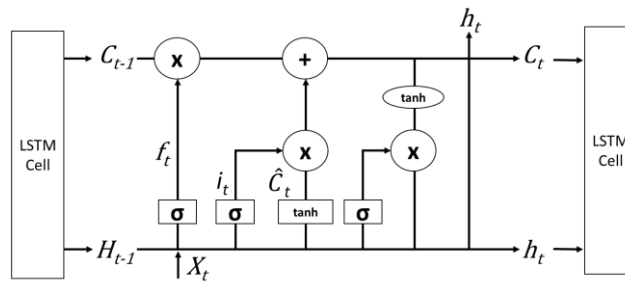 h_t
LSTM
Cell
C_{t-1}
x
+
C_t
tanh
LSTM
Cell
f_t
i_t
Ĉ_t
x
x
σ
σ
tanh
σ
H_{t-1}
X_t
h_t